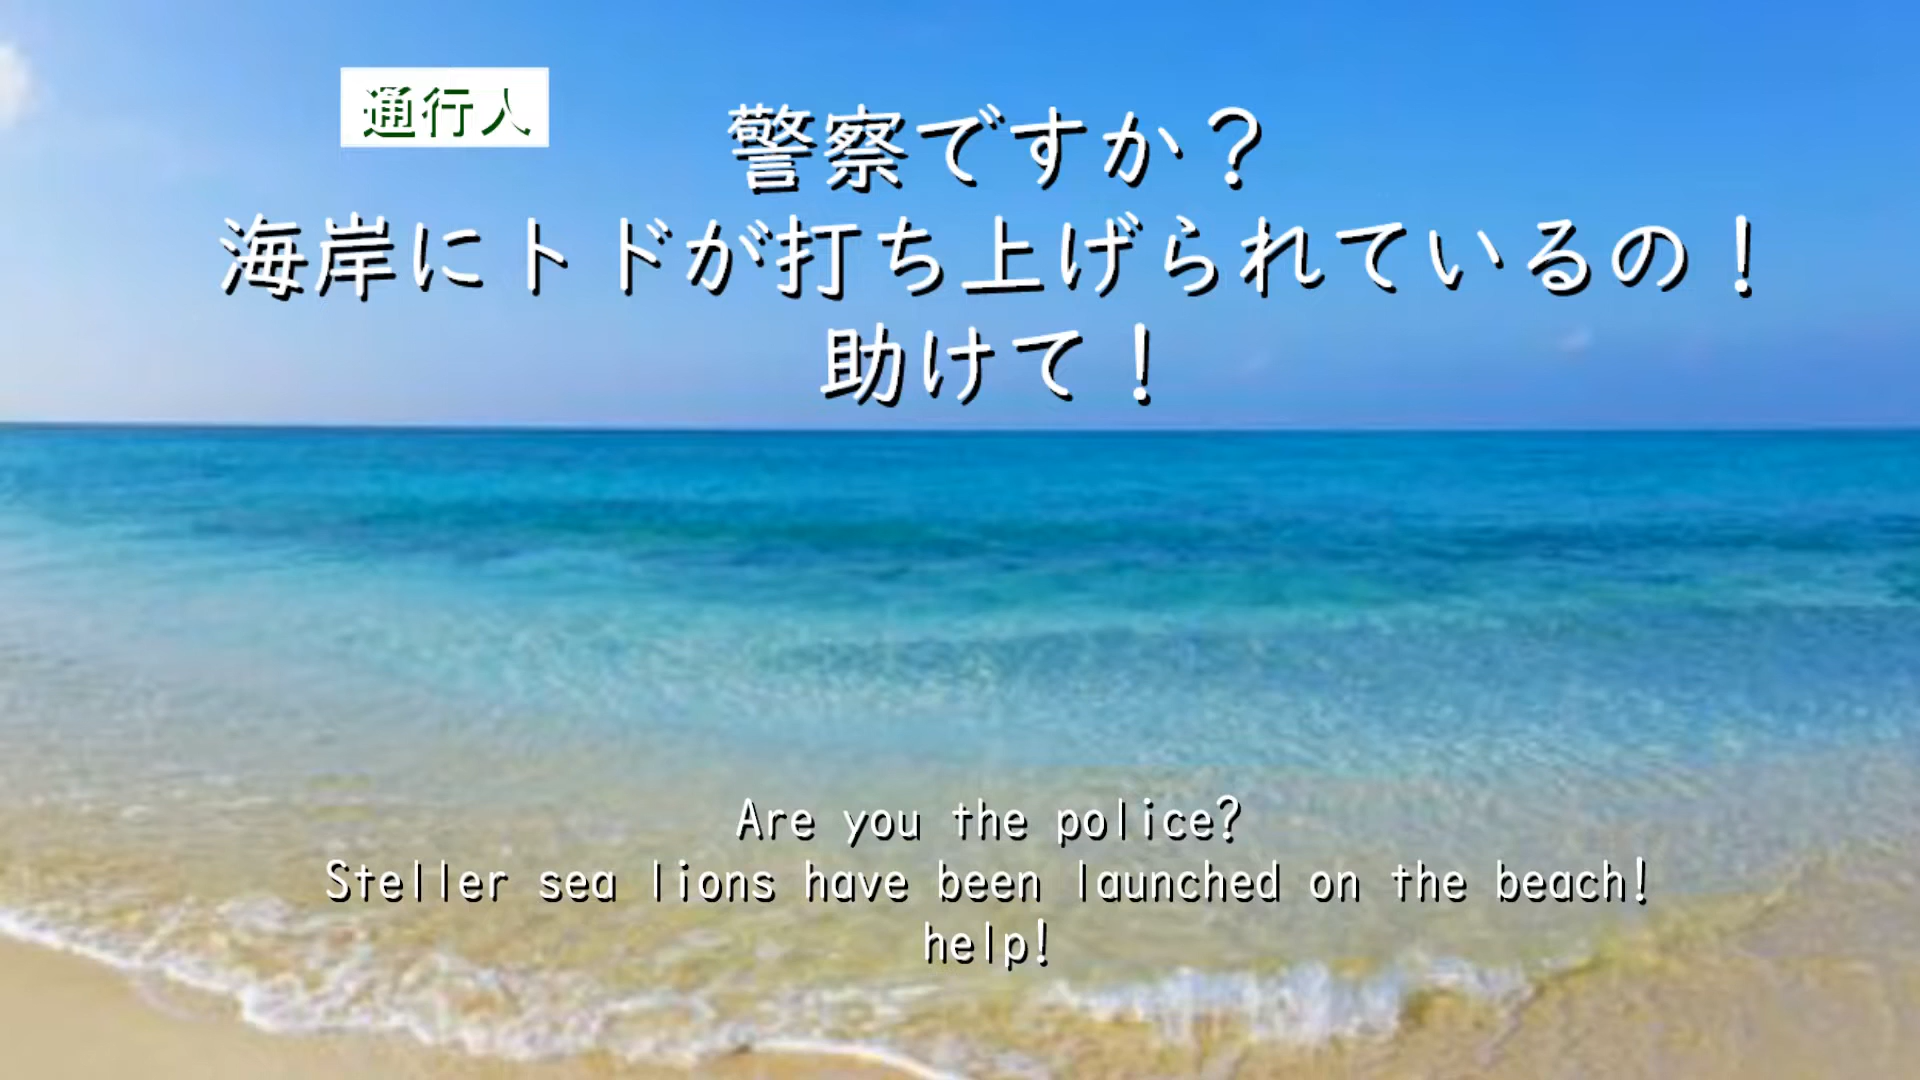 通行人
警察ですか？
海岸にトドが打ち上げられているの！
助けて！
Are you the police?
Steller sea lions have been launched on the beach!
help!